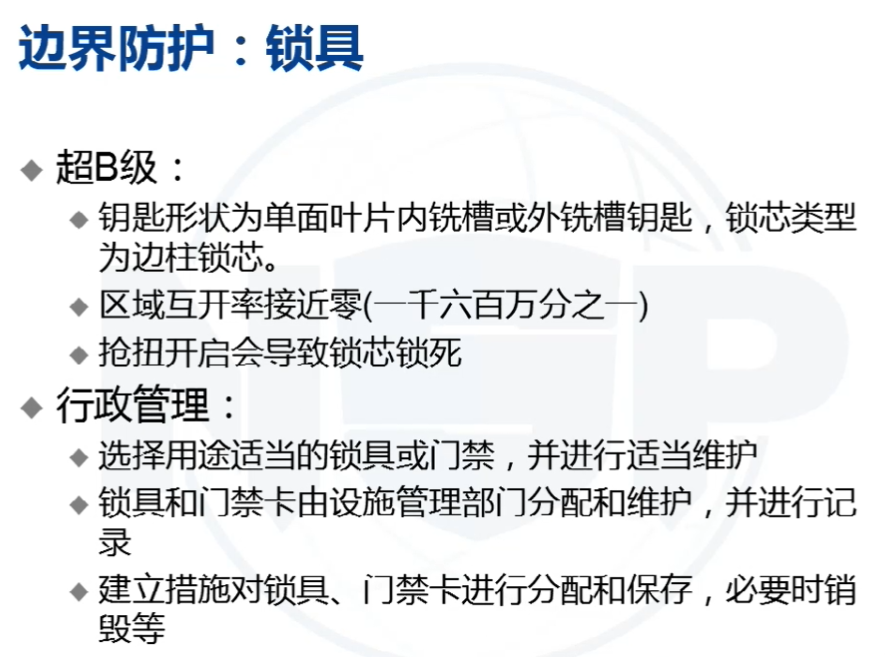 边界防护：锁具
超B级：
钥匙形状为单面叶片内铣槽或外铣槽钥匙，锁芯类型
为边柱锁芯。
区域互开率接近零(一千六百万分之一)
抢扭开启会导致锁芯锁死
行政管理：
选择用途适当的锁具或门禁，并进行适当维护
锁具和门禁卡由设施管理部门分配和维护，并进行记
录
建立措施对锁具、门禁卡进行分配和保存，必要时销
毁等